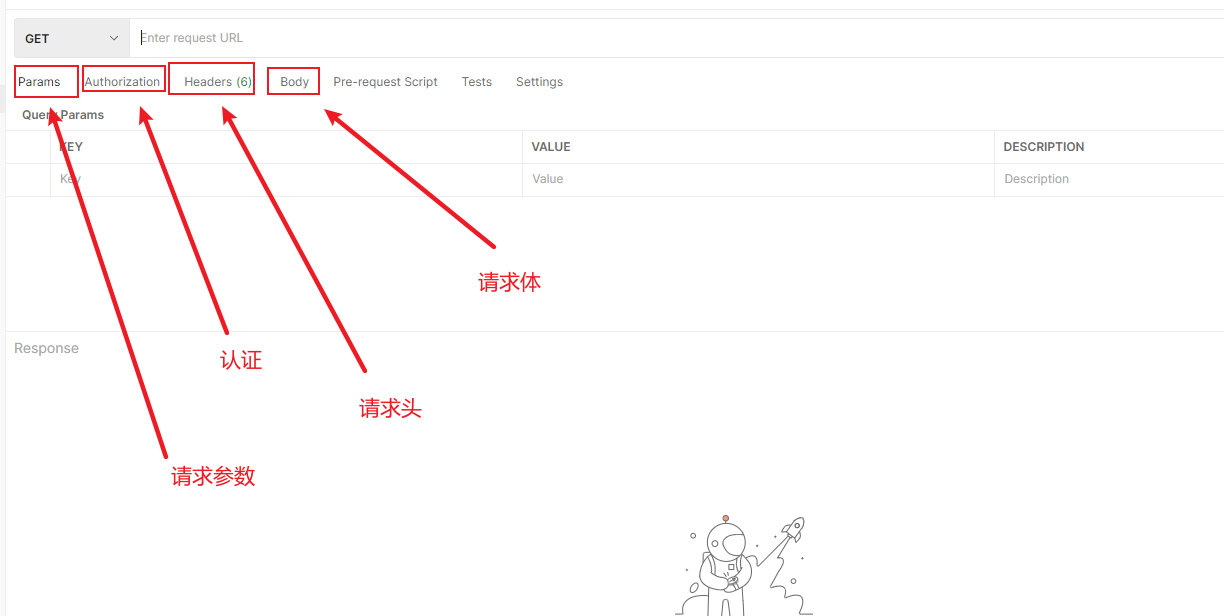 GET Enter request URL
Params Authorization Headers (6) Body Pre-request Script Tests Settings
Query Params
KEY VALUE DESCRIPTION
Key Value Description
请求体
Response
认证
请求头
请求参数